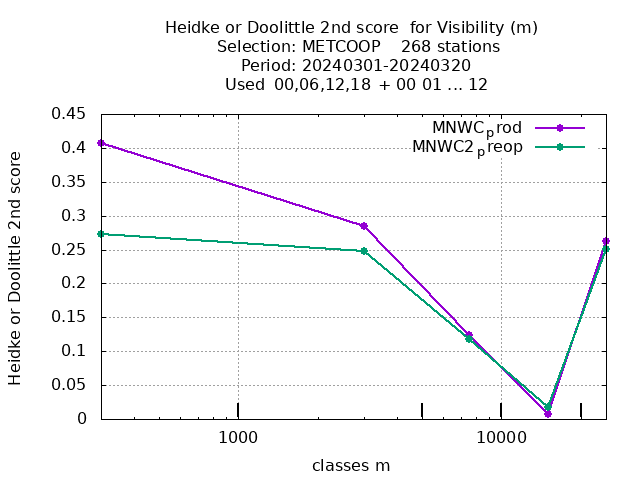 Heidke or Doolittle 2nd score  for Visibility (m)
Selection: METCOOP    268 stations
Period: 20240301-20240320
Used  00,06,12,18 + 00 01 ... 12
MNWCprod
MNWC2preop
0.45
0.4
0.35
0.3
0.25
0.2
0.15
0.1
0.05
0
Heidke or Doolittle 2nd score
1000
10000
classes m